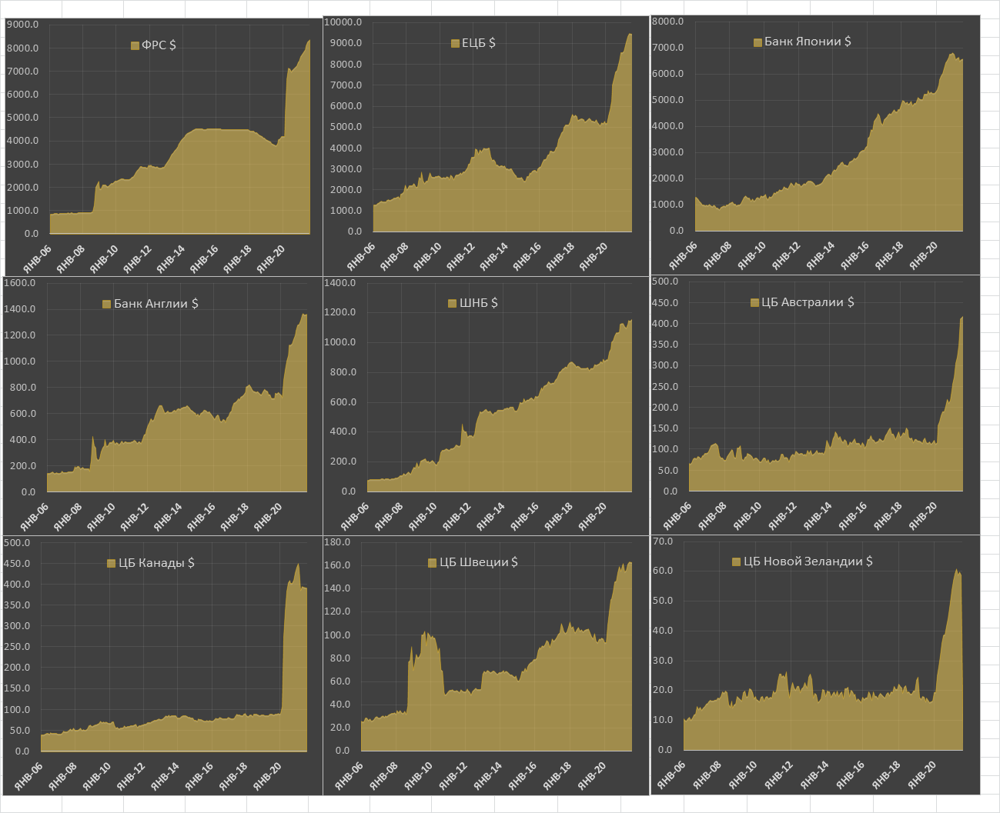 ФРС $
9000.0
8000.0
7000.0
6000.0
5000.0
4000.0
3000.0
2000.0
1000.0
0.0
ЯНВ-06
ЯНВ-08
ЯНВ-10
ЯНВ-12
ЯНВ-14
ЯНВ-16
ЯНВ-18
ЯНВ-20
ЕЦБ $
10000.0
9000.0
8000.0
7000.0
6000.0
5000.0
4000.0
3000.0
2000.0
1000.0
0.0
ЯНВ-06
ЯНВ-08
ЯНВ-10
ЯНВ-12
ЯНВ-14
ЯНВ-16
ЯНВ-18
ЯНВ-20
Банк Японии $
8000.0
7000.0
6000.0
5000.0
4000.0
3000.0
2000.0
1000.0
0.0
ЯНВ-06
ЯНВ-08
ЯНВ-10
ЯНВ-12
ЯНВ-14
ЯНВ-16
ЯНВ-18
ЯНВ-20
Банк Англии $
1600.0
1400.0
1200.0
1000.0
800.0
600.0
400.0
200.0
0.0
ЯНВ-06
ЯНВ-08
ЯНВ-10
ЯНВ-12
ЯНВ-14
ЯНВ-16
ЯНВ-18
ЯНВ-20
ШНБ $
1400.0
1200.0
1000.0
800.0
600.0
400.0
200.0
0.0
ЯНВ-06
ЯНВ-08
ЯНВ-10
ЯНВ-12
ЯНВ-14
ЯНВ-16
ЯНВ-18
ЯНВ-20
ЦБ Австралии $
500.0
450.0
400.0
350.0
300.0
250.0
200.0
150.0
100.0
50.0
0.0
ЯНВ-06
ЯНВ-08
ЯНВ-10
ЯНВ-12
ЯНВ-14
ЯНВ-16
ЯНВ-18
ЯНВ-20
ЦБ Канады $
500.0
450.0
400.0
350.0
300.0
250.0
200.0
150.0
100.0
50.0
0.0
ЯНВ-06
ЯНВ-08
ЯНВ-10
ЯНВ-12
ЯНВ-14
ЯНВ-16
ЯНВ-18
ЯНВ-20
ЦБ Швеции $
180.0
160.0
140.0
120.0
100.0
80.0
60.0
40.0
20.0
0.0
ЯНВ-06
ЯНВ-08
ЯНВ-10
ЯНВ-12
ЯНВ-14
ЯНВ-16
ЯНВ-18
ЯНВ-20
ЦБ Новой Зеландии $
70.0
60.0
50.0
40.0
30.0
20.0
10.0
0.0
ЯНВ-06
ЯНВ-08
ЯНВ-10
ЯНВ-12
ЯНВ-14
ЯНВ-16
ЯНВ-18
ЯНВ-20